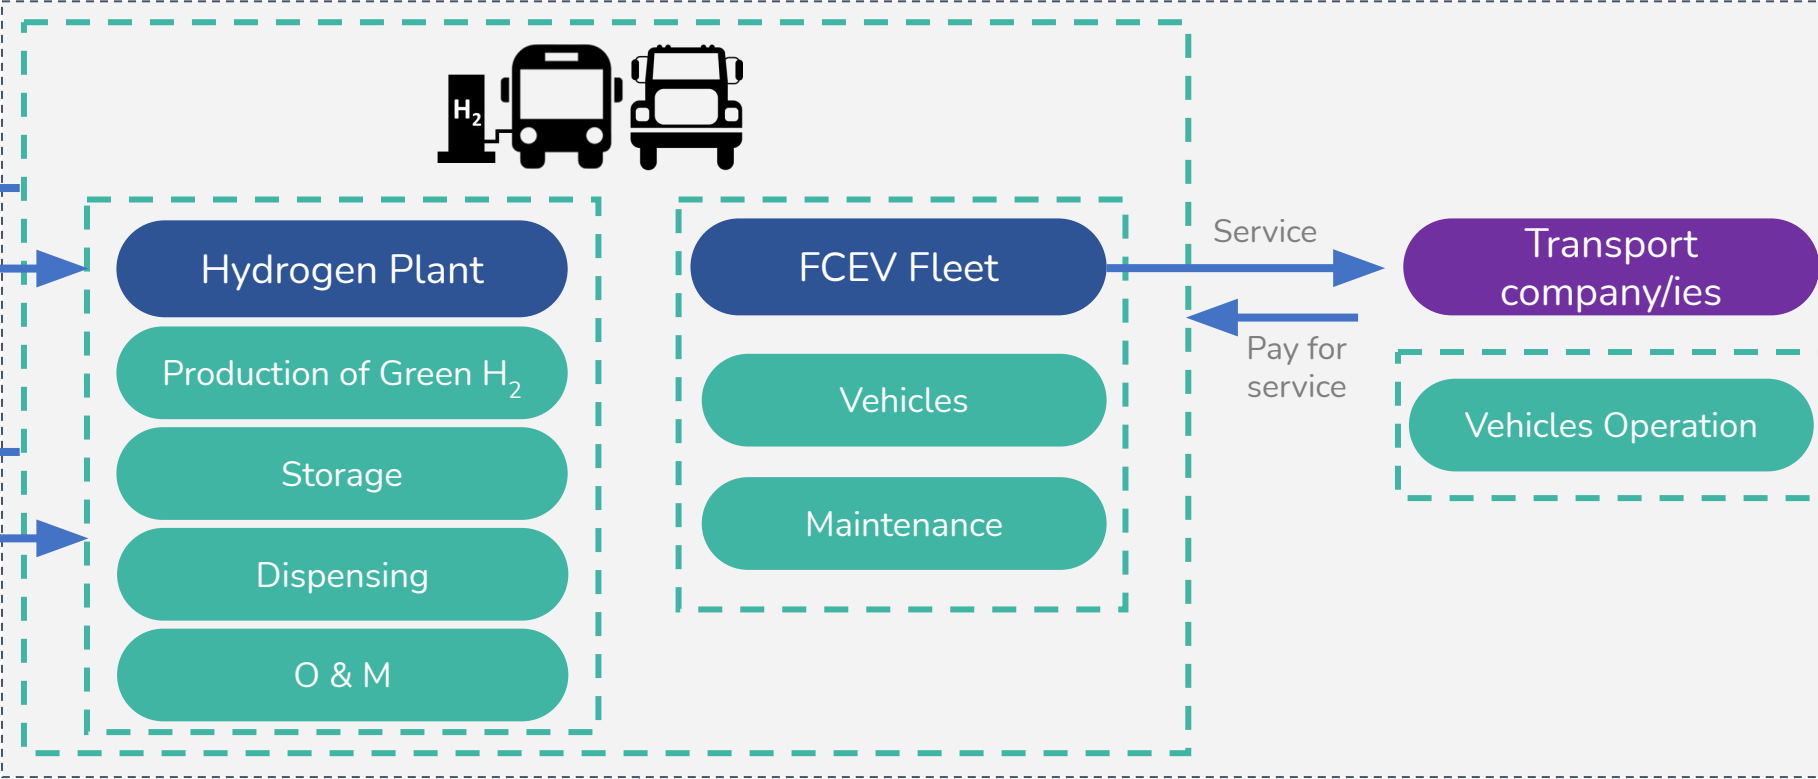 H₂
Hydrogen Plant
Production of Green H₂
Storage
Dispensing
O & M
FCEV Fleet
Vehicles
Maintenance
Service
Pay for
service
Transport
company/ies
Vehicles Operation